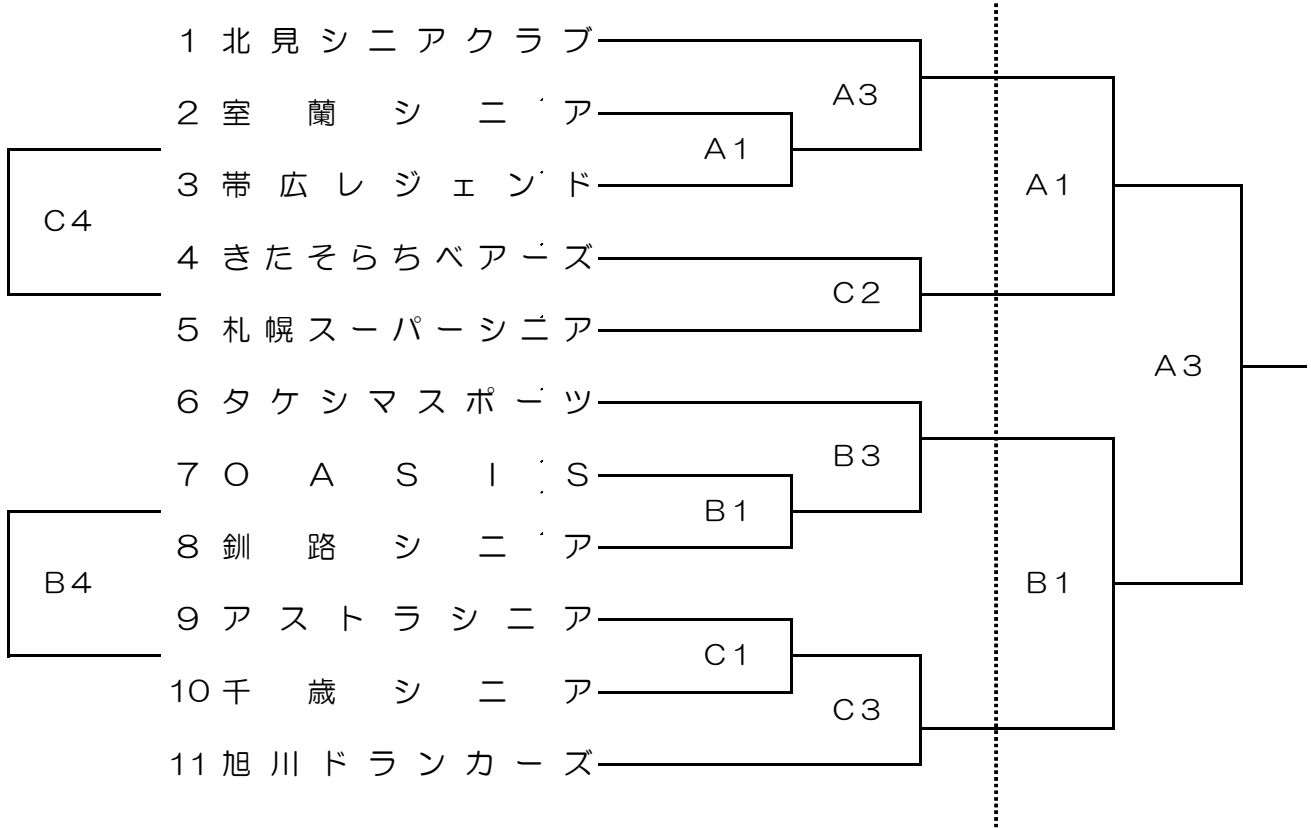 1 北見シニアクラブ
A3
2 室蘭シニア
A1
3 帯広レジェンド
A1
C4
4 きたそらちベアーズ
C2
5 札幌スーパーシニア
A3
6 タケシマスポーツ
B3
7 OASIS
B1
8 釧路シニア
B4
B1
9 アストラシニア
C1
10 千歳シニア
C3
11 旭川ドランカーズ